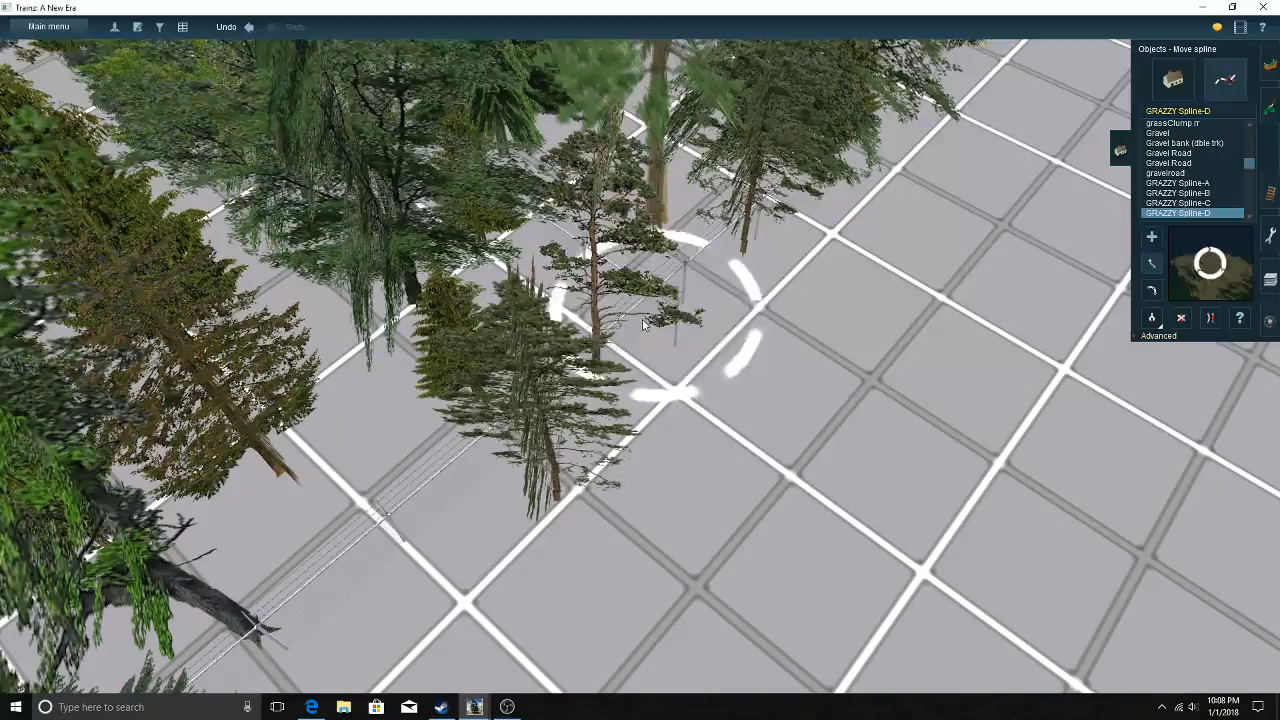 Trainz: A New Era
Main menu
Undo
Redo
Objects - Move spline
GRAZZY Spline-D
grassClump rr
Gravel
Gravel bank (dble trk)
Gravel Road
Gravel Road
gravelroad
GRAZZY Spline-A
GRAZZY Spline-B
GRAZZY Spline-C
GRAZZY Spline-D
Advanced
Type here to search
10:08 PM
1/1/2018